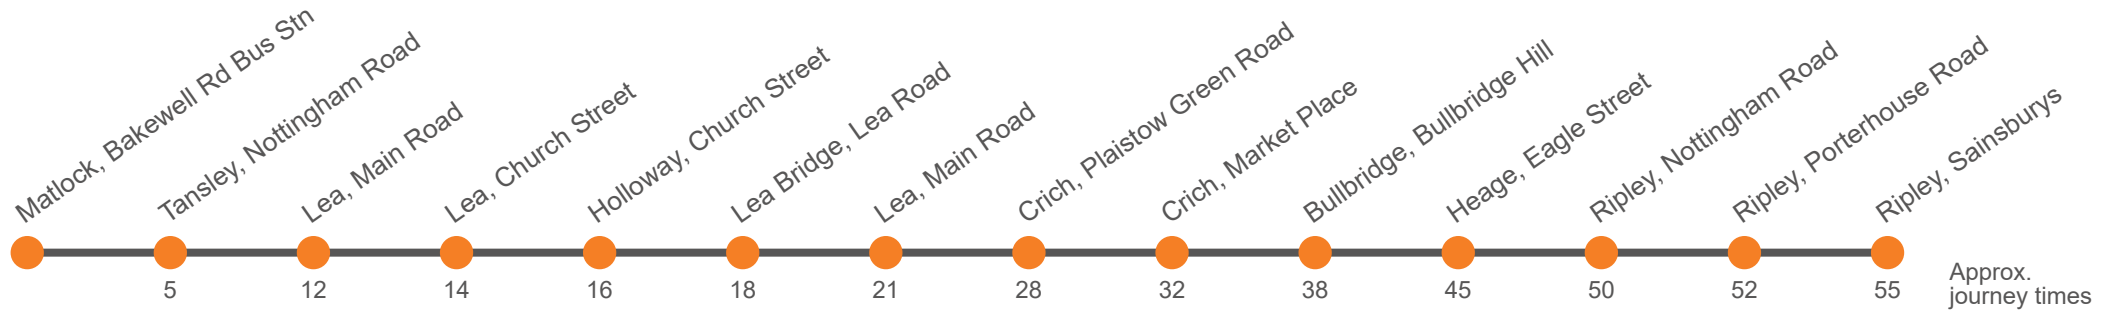 Matlock, Bakewell Rd Bus Stn
Tansley, Nottingham Road
Lea, Main Road
Lea, Church Street
Holloway, Church Street
Lea Bridge, Lea Road
Lea, Main Road
Crich, Plaistow Green Road
Crich, Market Place
Bullbridge, Bullbridge Hill
Heage, Eagle Street
Ripley, Nottingham Road
Ripley, Porterhouse Road
Ripley, Sainsburys
5
12
14
16
18
21
28
32
38
45
50
52
55
Approx.
journey times